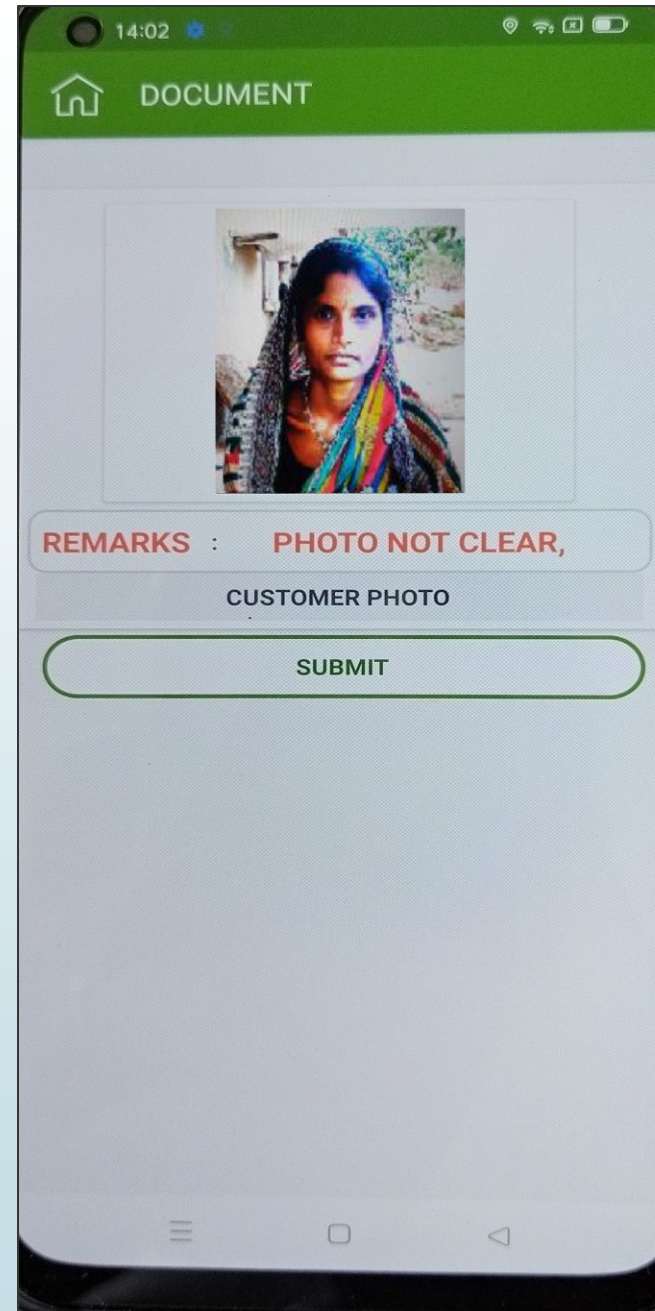 14:02
DOCUMENT
REMARKS : PHOTO NOT CLEAR,
CUSTOMER PHOTO
SUBMIT